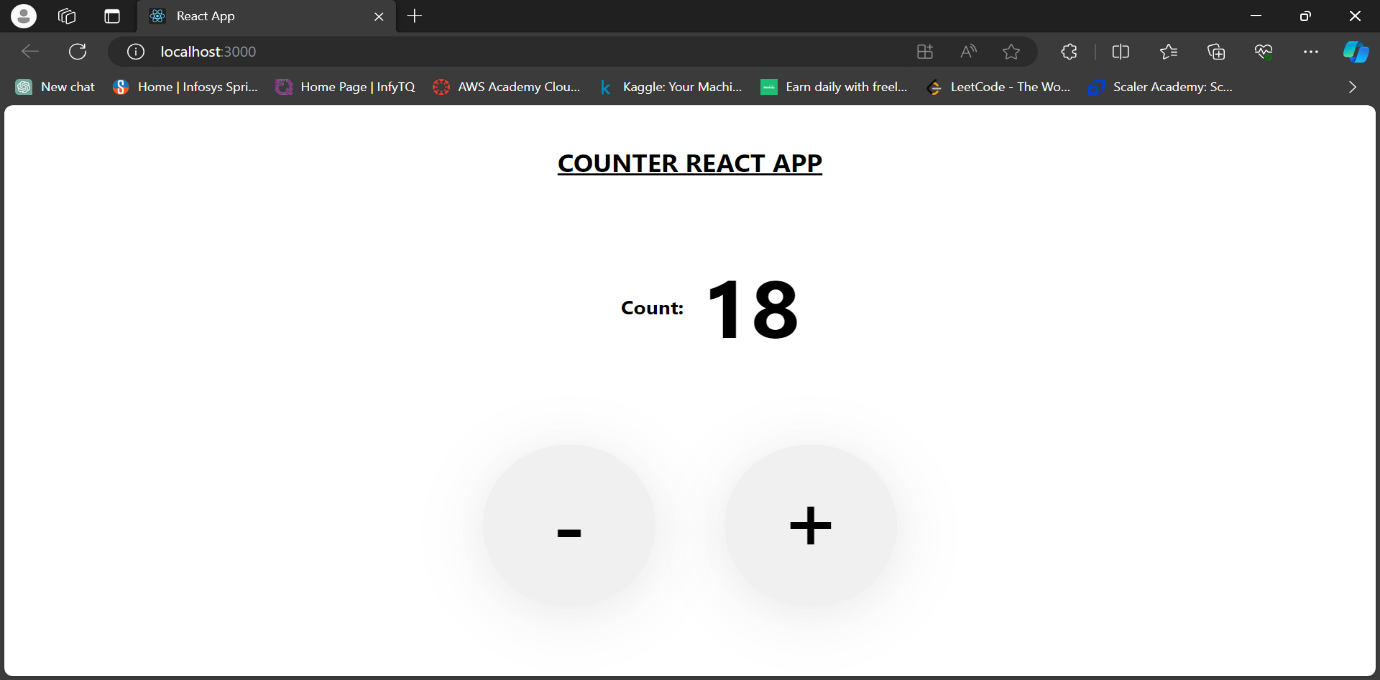 React App
localhost:3000
New chat
Home | Infosys Spri...
Home Page | InfyTQ
AWS Academy Clou...
Kaggle: Your Machi...
Earn daily with freel...
LeetCode - The Wo...
Scaler Academy: Sc...
COUNTER REACT APP
Count: 18
- +